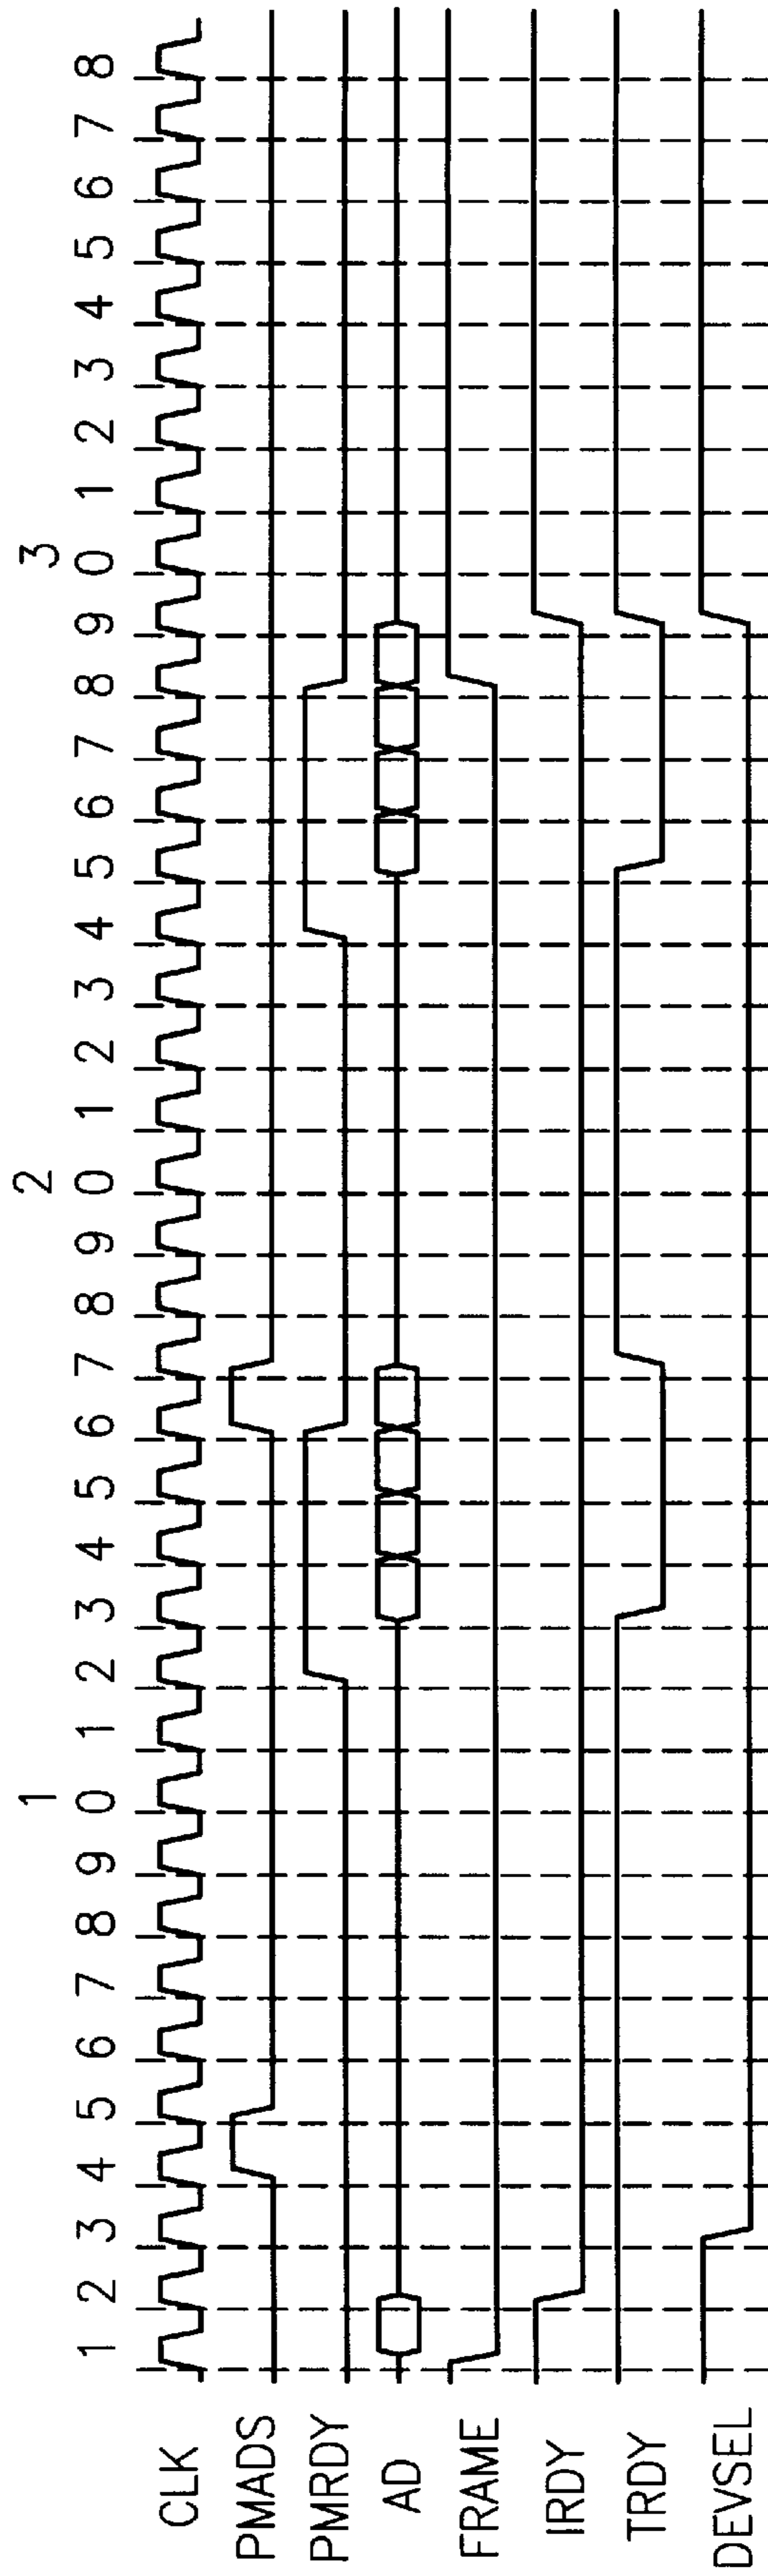 1 2 3
1 2 3 4 5 6 7 8 9 0 1 2 3 4 5 6 7 8 9 0 1 2 3 4 5 6 7 8 9 0 1 2 3 4 5 6 7 8
CLK
PMADS
PMRDY
AD
FRAME
IRDY
TRDY
DEVSEL